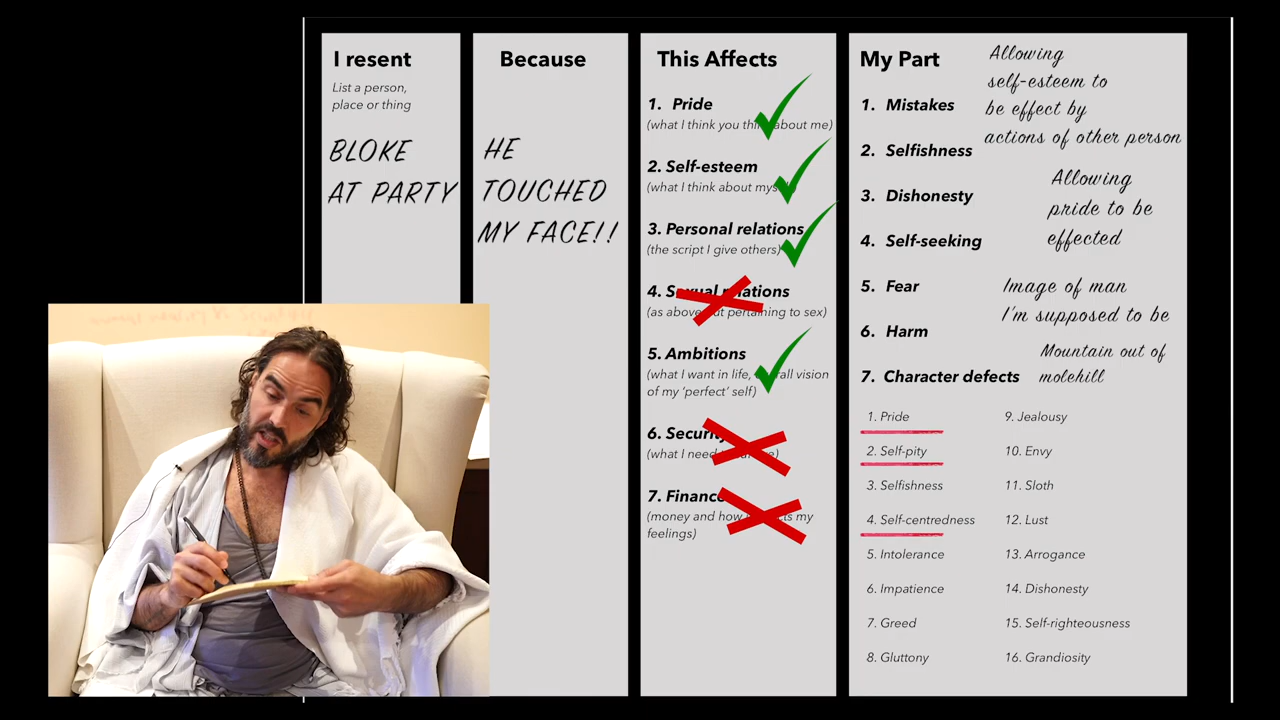 I resent
List a person,
place or thing
BLOKE
AT PARTY
Because
HE
TOUCHED
MY FACE!!
This Affects
1. Pride
(what I think you think about me)
2. Self-esteem
(what I think about myself)
3. Personal relations
(the script I give others)
4. Sexual relations
(as above but pertaining to sex)
5. Ambitions
(what I want in life, overall vision
of my 'perfect' self)
6. Security
(what I need to survive)
7. Finances
(money and how it affects my
feelings)
My Part
1. Mistakes
2. Selfishness
3. Dishonesty
4. Self-seeking
5. Fear
6. Harm
7. Character defects
Allowing
self-esteem to
be effect by
actions of other person
Allowing
pride to be
effected
Image of man
I'm supposed to be
Mountain out of
molehill
1. Pride
2. Self-pity
3. Selfishness
4. Self-centredness
5. Intolerance
6. Impatience
7. Greed
8. Gluttony
9. Jealousy
10. Envy
11. Sloth
12. Lust
13. Arrogance
14. Dishonesty
15. Self-righteousness
16. Grandiosity